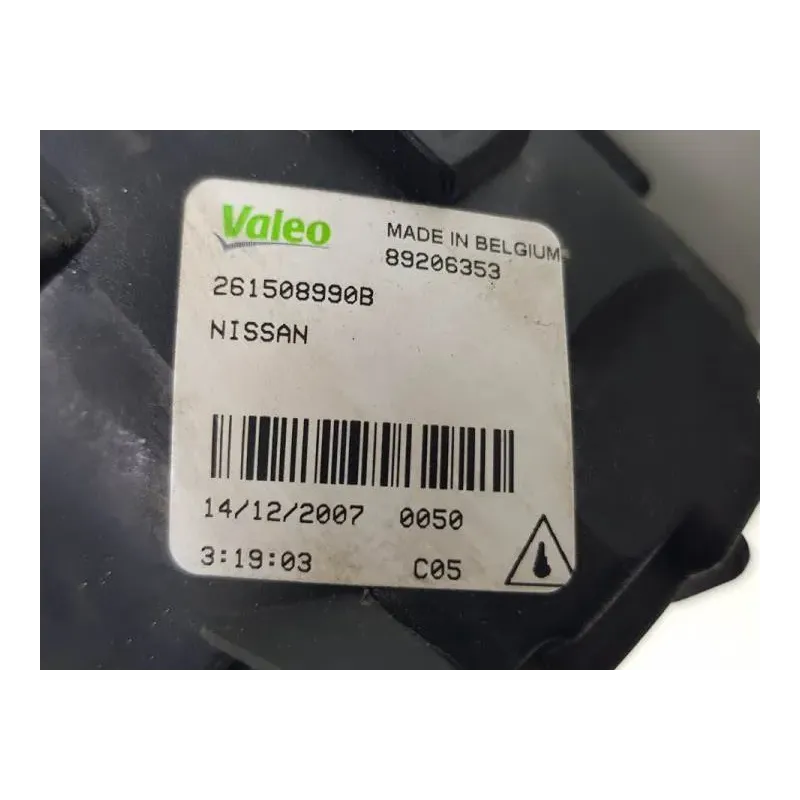 Valeo MADE IN BELGIUM
89206353
261508990B
NISSAN
14/12/2007 0050
3:19:03 C05